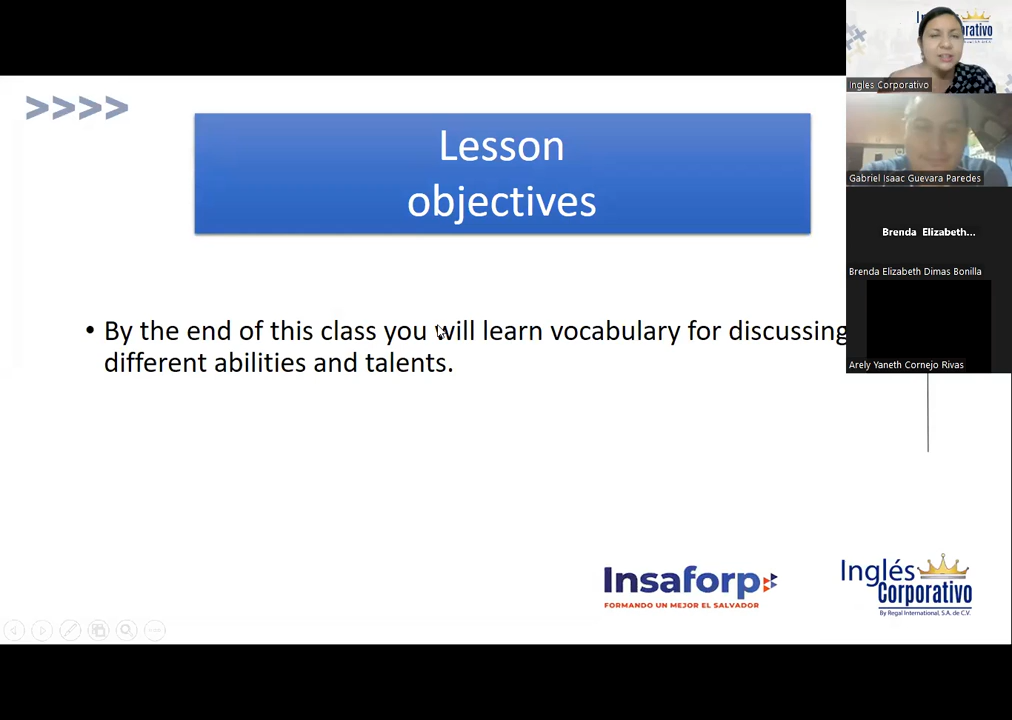 Inglés Corporativo
Gabriel Isaac Guevara Paredes
Brenda Elizabeth...
Brenda Elizabeth Dimas Bonilla
Arely Yaneth Cornejo Rivas
>>>>
Lesson
objectives
• By the end of this class you will learn vocabulary for discussing
different abilities and talents.
Insaforp
FORMANDO UN MEJOR EL SALVADOR
Inglés
Corporativo
By Regal International, S.A. de C.V.